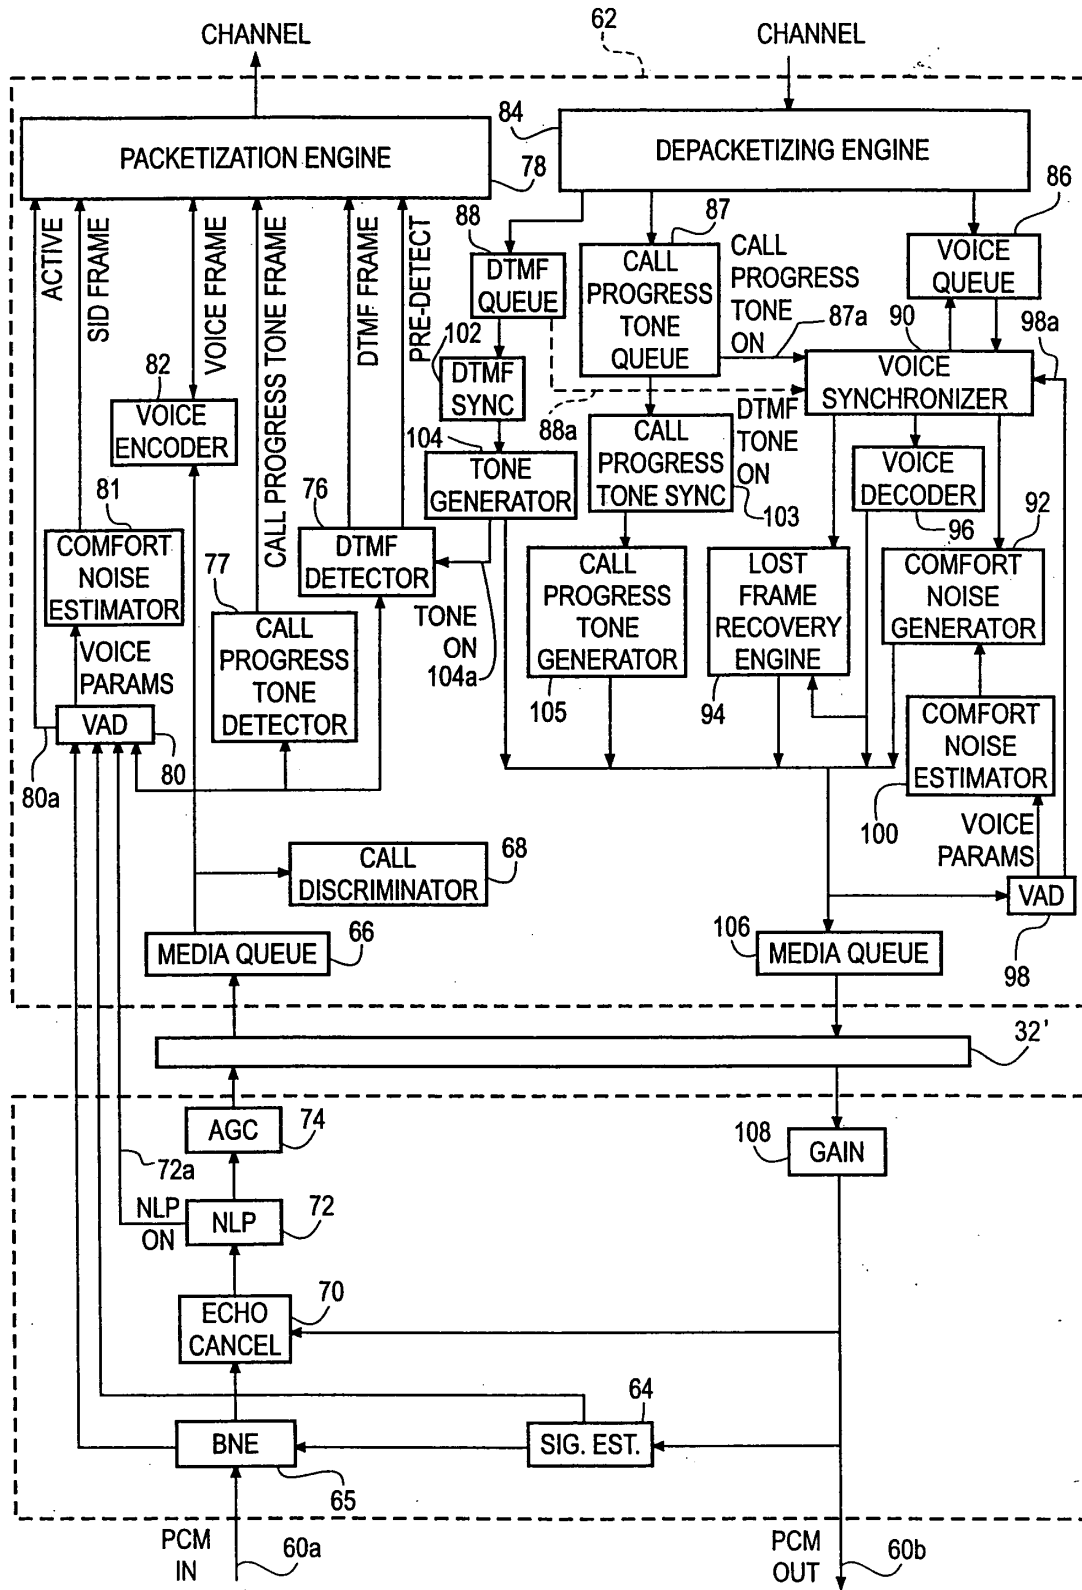 CHANNEL
62
CHANNEL
84
PACKETIZATION ENGINE
78
DEPACKETIZING ENGINE
86
ACTIVE
SID FRAME
VOICE FRAME
CALL PROGRESS TONE FRAME
DTMF FRAME
PRE-DETECT
88
DTMF
QUEUE
87
CALL
PROGRESS
TONE
QUEUE
CALL
PROGRESS
TONE
ON
87a
VOICE
QUEUE
90
98a
VOICE
SYNCHRONIZER
82
VOICE
ENCODER
102
DTMF
SYNC
88a
DTMF
TONE
ON
104
TONE
GENERATOR
CALL
PROGRESS
TONE SYNC
103
VOICE
DECODER
96
92
81
COMFORT
NOISE
ESTIMATOR
76
DTMF
DETECTOR
77
CALL
PROGRESS
TONE
DETECTOR
TONE
ON
104a
CALL
PROGRESS
TONE
GENERATOR
105
LOST
FRAME
RECOVERY
ENGINE
94
COMFORT
NOISE
GENERATOR
VOICE
PARAMS
VAD
80
80a
COMFORT
NOISE
ESTIMATOR
100
VOICE
PARAMS
VAD
98
CALL
DISCRIMINATOR
68
MEDIA QUEUE
66
106
MEDIA QUEUE
32'
AGC
74
108
GAIN
72a
NLP
ON
NLP
72
70
ECHO
CANCEL
64
BNE
65
SIG. EST.
PCM
IN
60a
PCM
OUT
60b